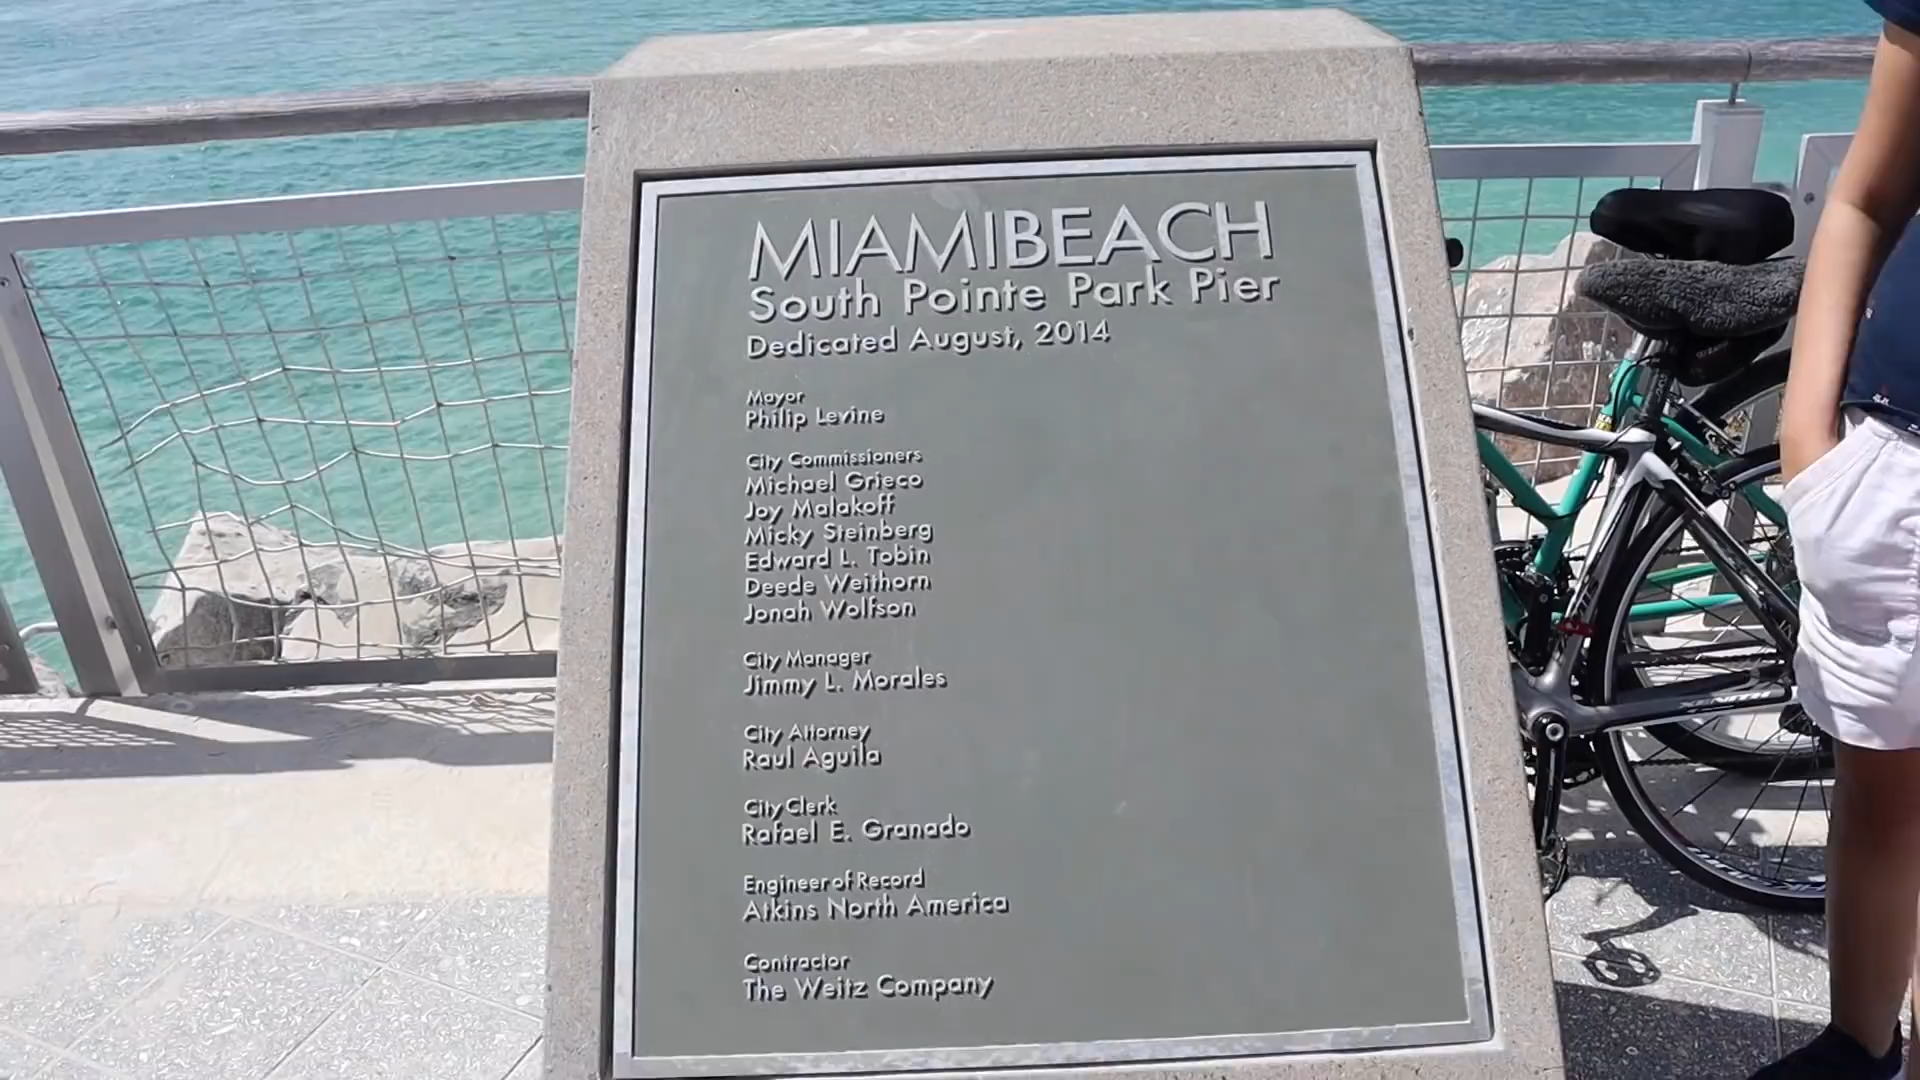 MIAMIBEACH
South Pointe Park Pier
Dedicated August, 2014
Mayor
Philip Levine
City Commissioners
Michael Grieco
Joy Malakoff
Micky Steinberg
Edward L. Tobin
Deede Weithorn
Jonah Wolfson
City Manager
Jimmy L. Morales
City Attorney
Raul Aguila
City Clerk
Rafael E. Granado
Engineer of Record
Atkins North America
Contractor
The Weitz Company